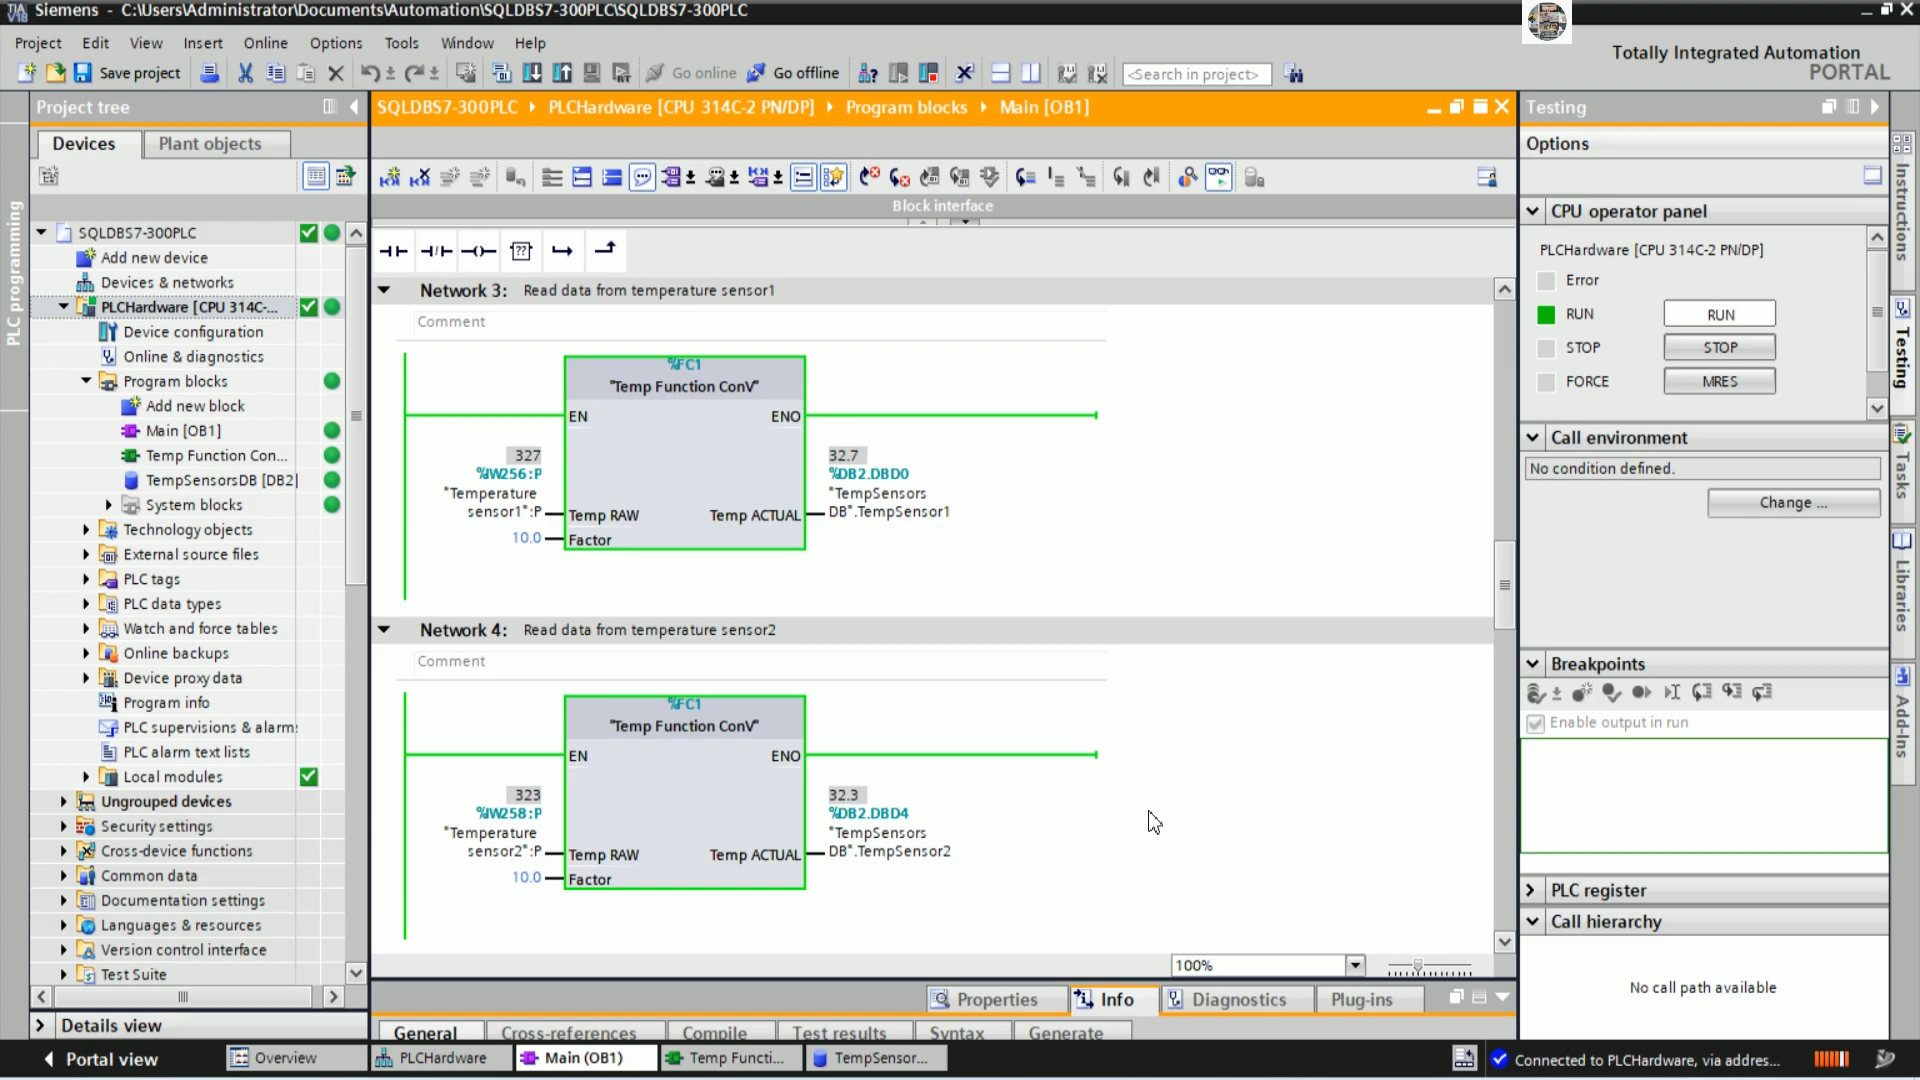 Siemens - C:\Users\Administrator\Documents\Automation\SQLDBS7-300PLC\SQLDBS7-300PLC
Project Edit View Insert Online Options Tools Window Help
Totally Integrated Automation
PORTAL
Save project
Go online
Go offline
<Search in project>
Project tree
SQLDBS7-300PLC
PLCHardware [CPU 314C-2 PN/DP]
Program blocks
Main [OB1]
Testing
Devices
Plant objects
Options
Block interface
PLC programming
SQLDBS7-300PLC
Add new device
Devices & networks
PLCHardware [CPU 314C-...
Device configuration
Online & diagnostics
Program blocks
Add new block
Main [OB1]
Temp Function Con...
TempSensorsDB [DB2]
System blocks
Technology objects
External source files
PLC tags
PLC data types
Watch and force tables
Online backups
Device proxy data
Program info
PLC supervisions & alarms
PLC alarm text lists
Local modules
Ungrouped devices
Security settings
Cross-device functions
Common data
Documentation settings
Languages & resources
Version control interface
Test Suite
Details view
??
Network 3: Read data from temperature sensor1
Comment
%FC1
"Temp Function ConV"
EN
ENO
327
%IW256:P
"Temperature
sensor1":P
Temp RAW
10.0
Factor
32.7
%DB2.DBD0
"TempSensors
DB".TempSensor1
Temp ACTUAL
Network 4: Read data from temperature sensor2
Comment
%FC1
"Temp Function ConV"
EN
ENO
323
%IW258:P
"Temperature
sensor2":P
Temp RAW
10.0
Factor
32.3
%DB2.DBD4
"TempSensors
DB".TempSensor2
Temp ACTUAL
100%
Properties
Info
Diagnostics
Plug-ins
General
Cross-references
Compile
Test results
Syntax
Generate
CPU operator panel
PLCHardware [CPU 314C-2 PN/DP]
Error
RUN
RUN
STOP
STOP
FORCE
MRES
Call environment
No condition defined.
Change ...
Breakpoints
Enable output in run
PLC register
Call hierarchy
No call path available
Instructions
Testing
Tasks
Libraries
Add-Ins
Portal view
Overview
PLCHardware
Main (OB1)
Temp Functi...
TempSensor...
Connected to PLCHardware, via addres...